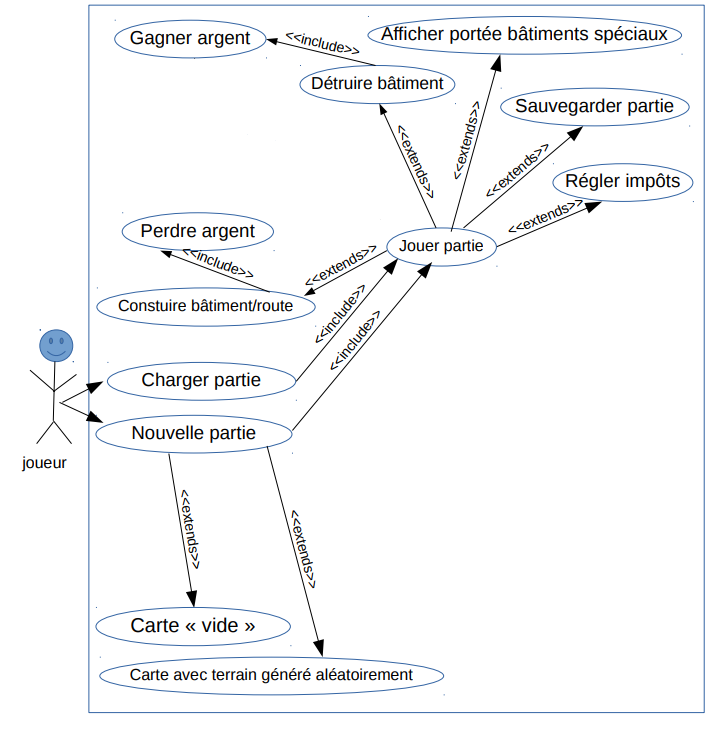 Gagner argent
<<include>>
Afficher portée bâtiments spéciaux
Détruire bâtiment
Sauvegarder partie
<<extends>>
<<extends>>
<<extends>>
Régler impôts
<<extends>>
Perdre argent
Jouer partie
<<include>>
<<extends>>
Constuire bâtiment/route
<<include>>
<<include>>
Charger partie
Nouvelle partie
joueur
<<extends>>
<<extends>>
Carte « vide »
Carte avec terrain généré aléatoirement